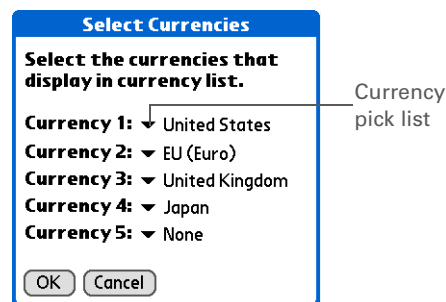 Select Currencies
Select the currencies that
display in currency list.
Currency 1: United States
Currency 2: EU (Euro)
Currency 3: United Kingdom
Currency 4: Japan
Currency 5: None
OK Cancel
Currency
pick list